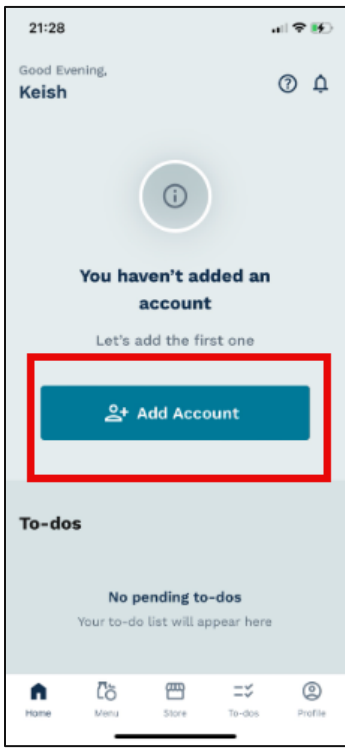 21:28
Good Evening,
Keish
You haven't added an
account
Let's add the first one
Add Account
To-dos
No pending to-dos
Your to-do list will appear here
Home Menu Store To-dos Profile